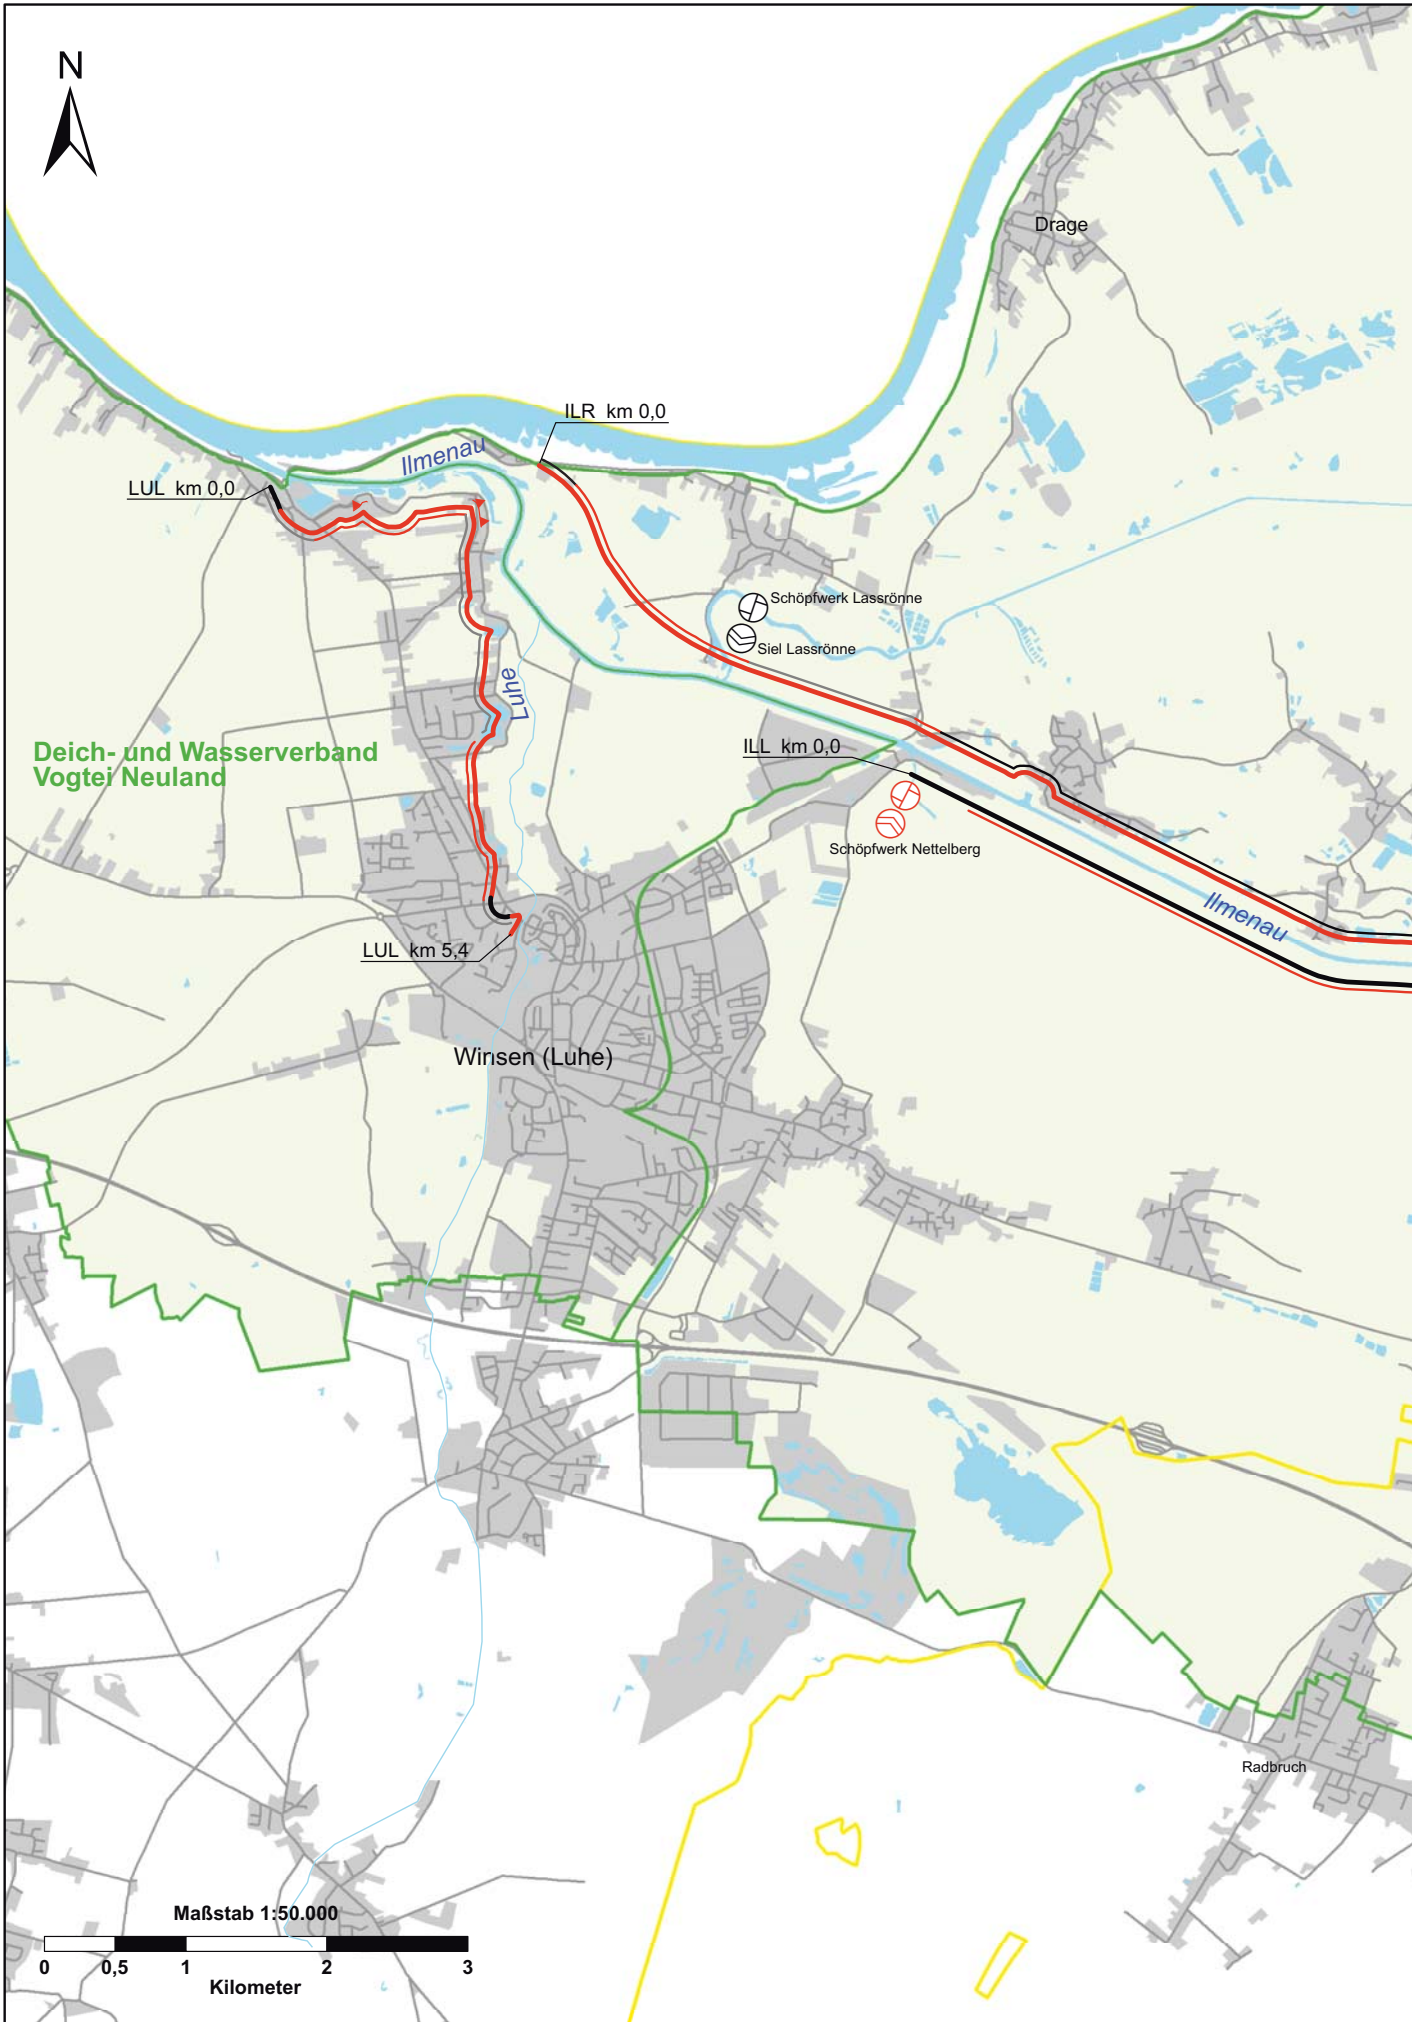 N
Drage
ILR km 0,0
Ilmenau
LUL km 0,0
Schöpfwerk Lassrönne
Siel Lassrönne
Luhe
Deich- und Wasserverband
Vogtei Neuland
ILL km 0,0
Schöpfwerk Nettelberg
Ilmenau
LUL km 5,4
Winsen (Luhe)
Radbruch
Maßstab 1:50.000
0 0,5 1 2 3
Kilometer